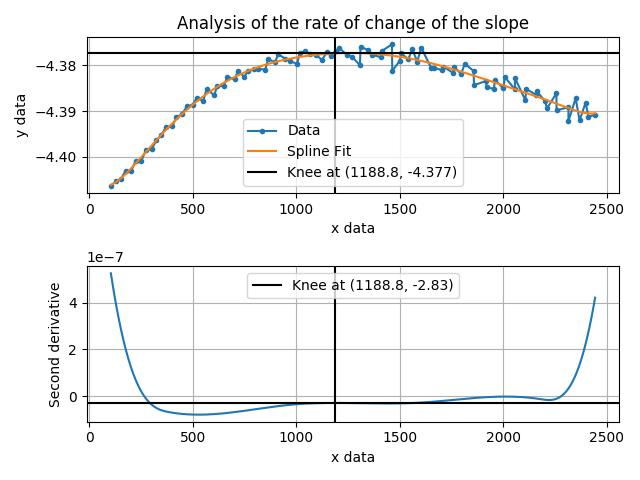 Analysis of the rate of change of the slope
−4.38
−4.39
−4.40
y data
Data
Spline Fit
Knee at (1188.8, -4.377)
0 500 1000 1500 2000 2500
x data
1e−7
4
2
0
Second derivative
Knee at (1188.8, -2.83)
0 500 1000 1500 2000 2500
x data